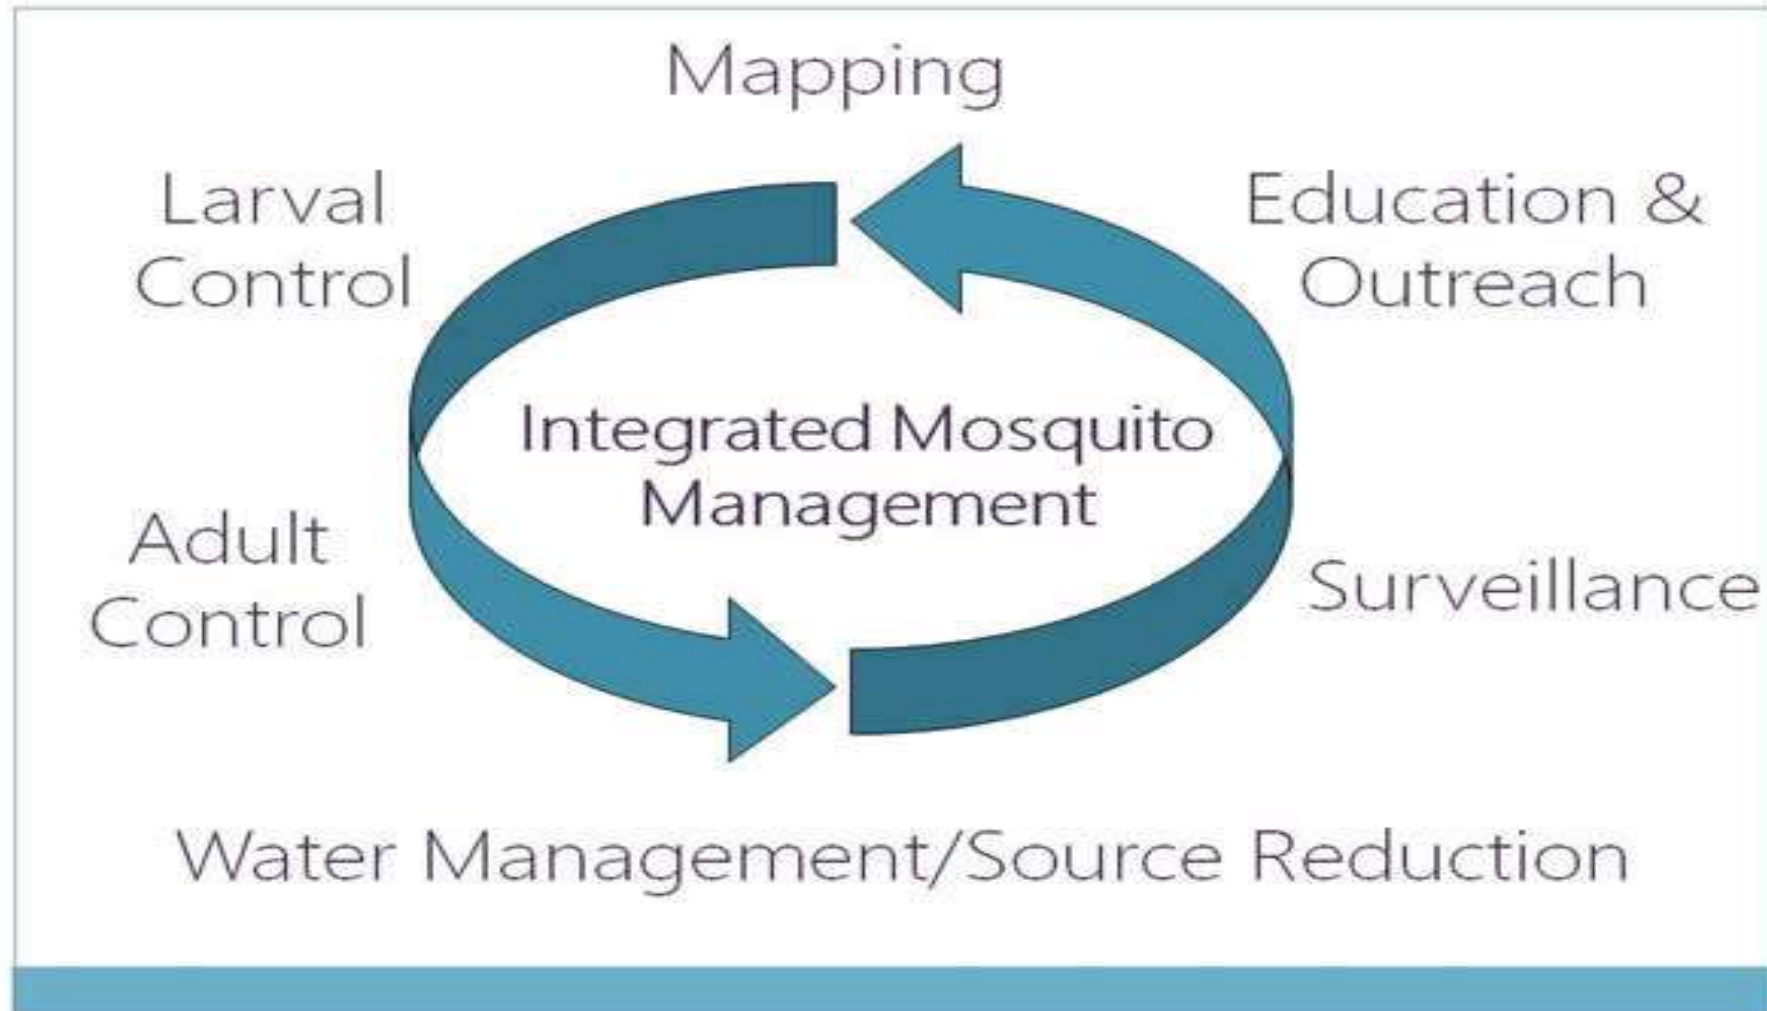 Mapping
Larval
Control
Education &
Outreach
Integrated Mosquito
Management
Adult
Control
Surveillance
Water Management/Source Reduction